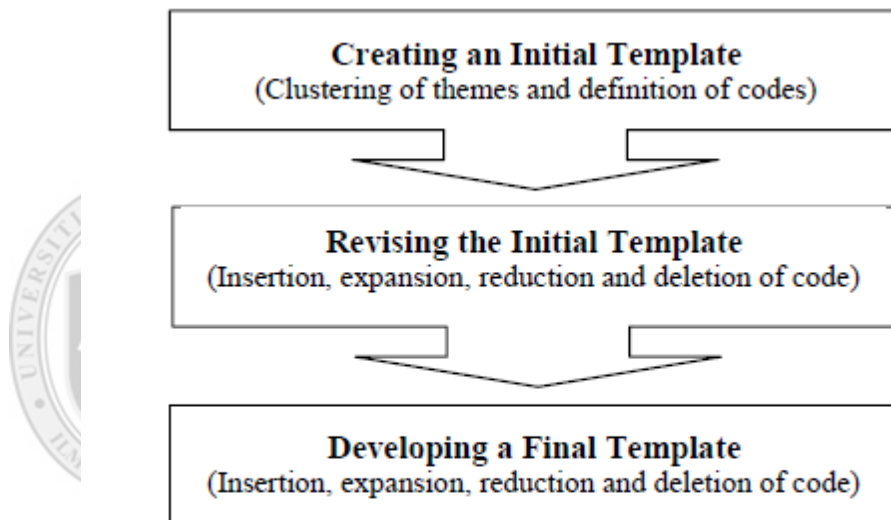 Creating an Initial Template
(Clustering of themes and definition of codes)
Revising the Initial Template
(Insertion, expansion, reduction and deletion of code)
Developing a Final Template
(Insertion, expansion, reduction and deletion of code)